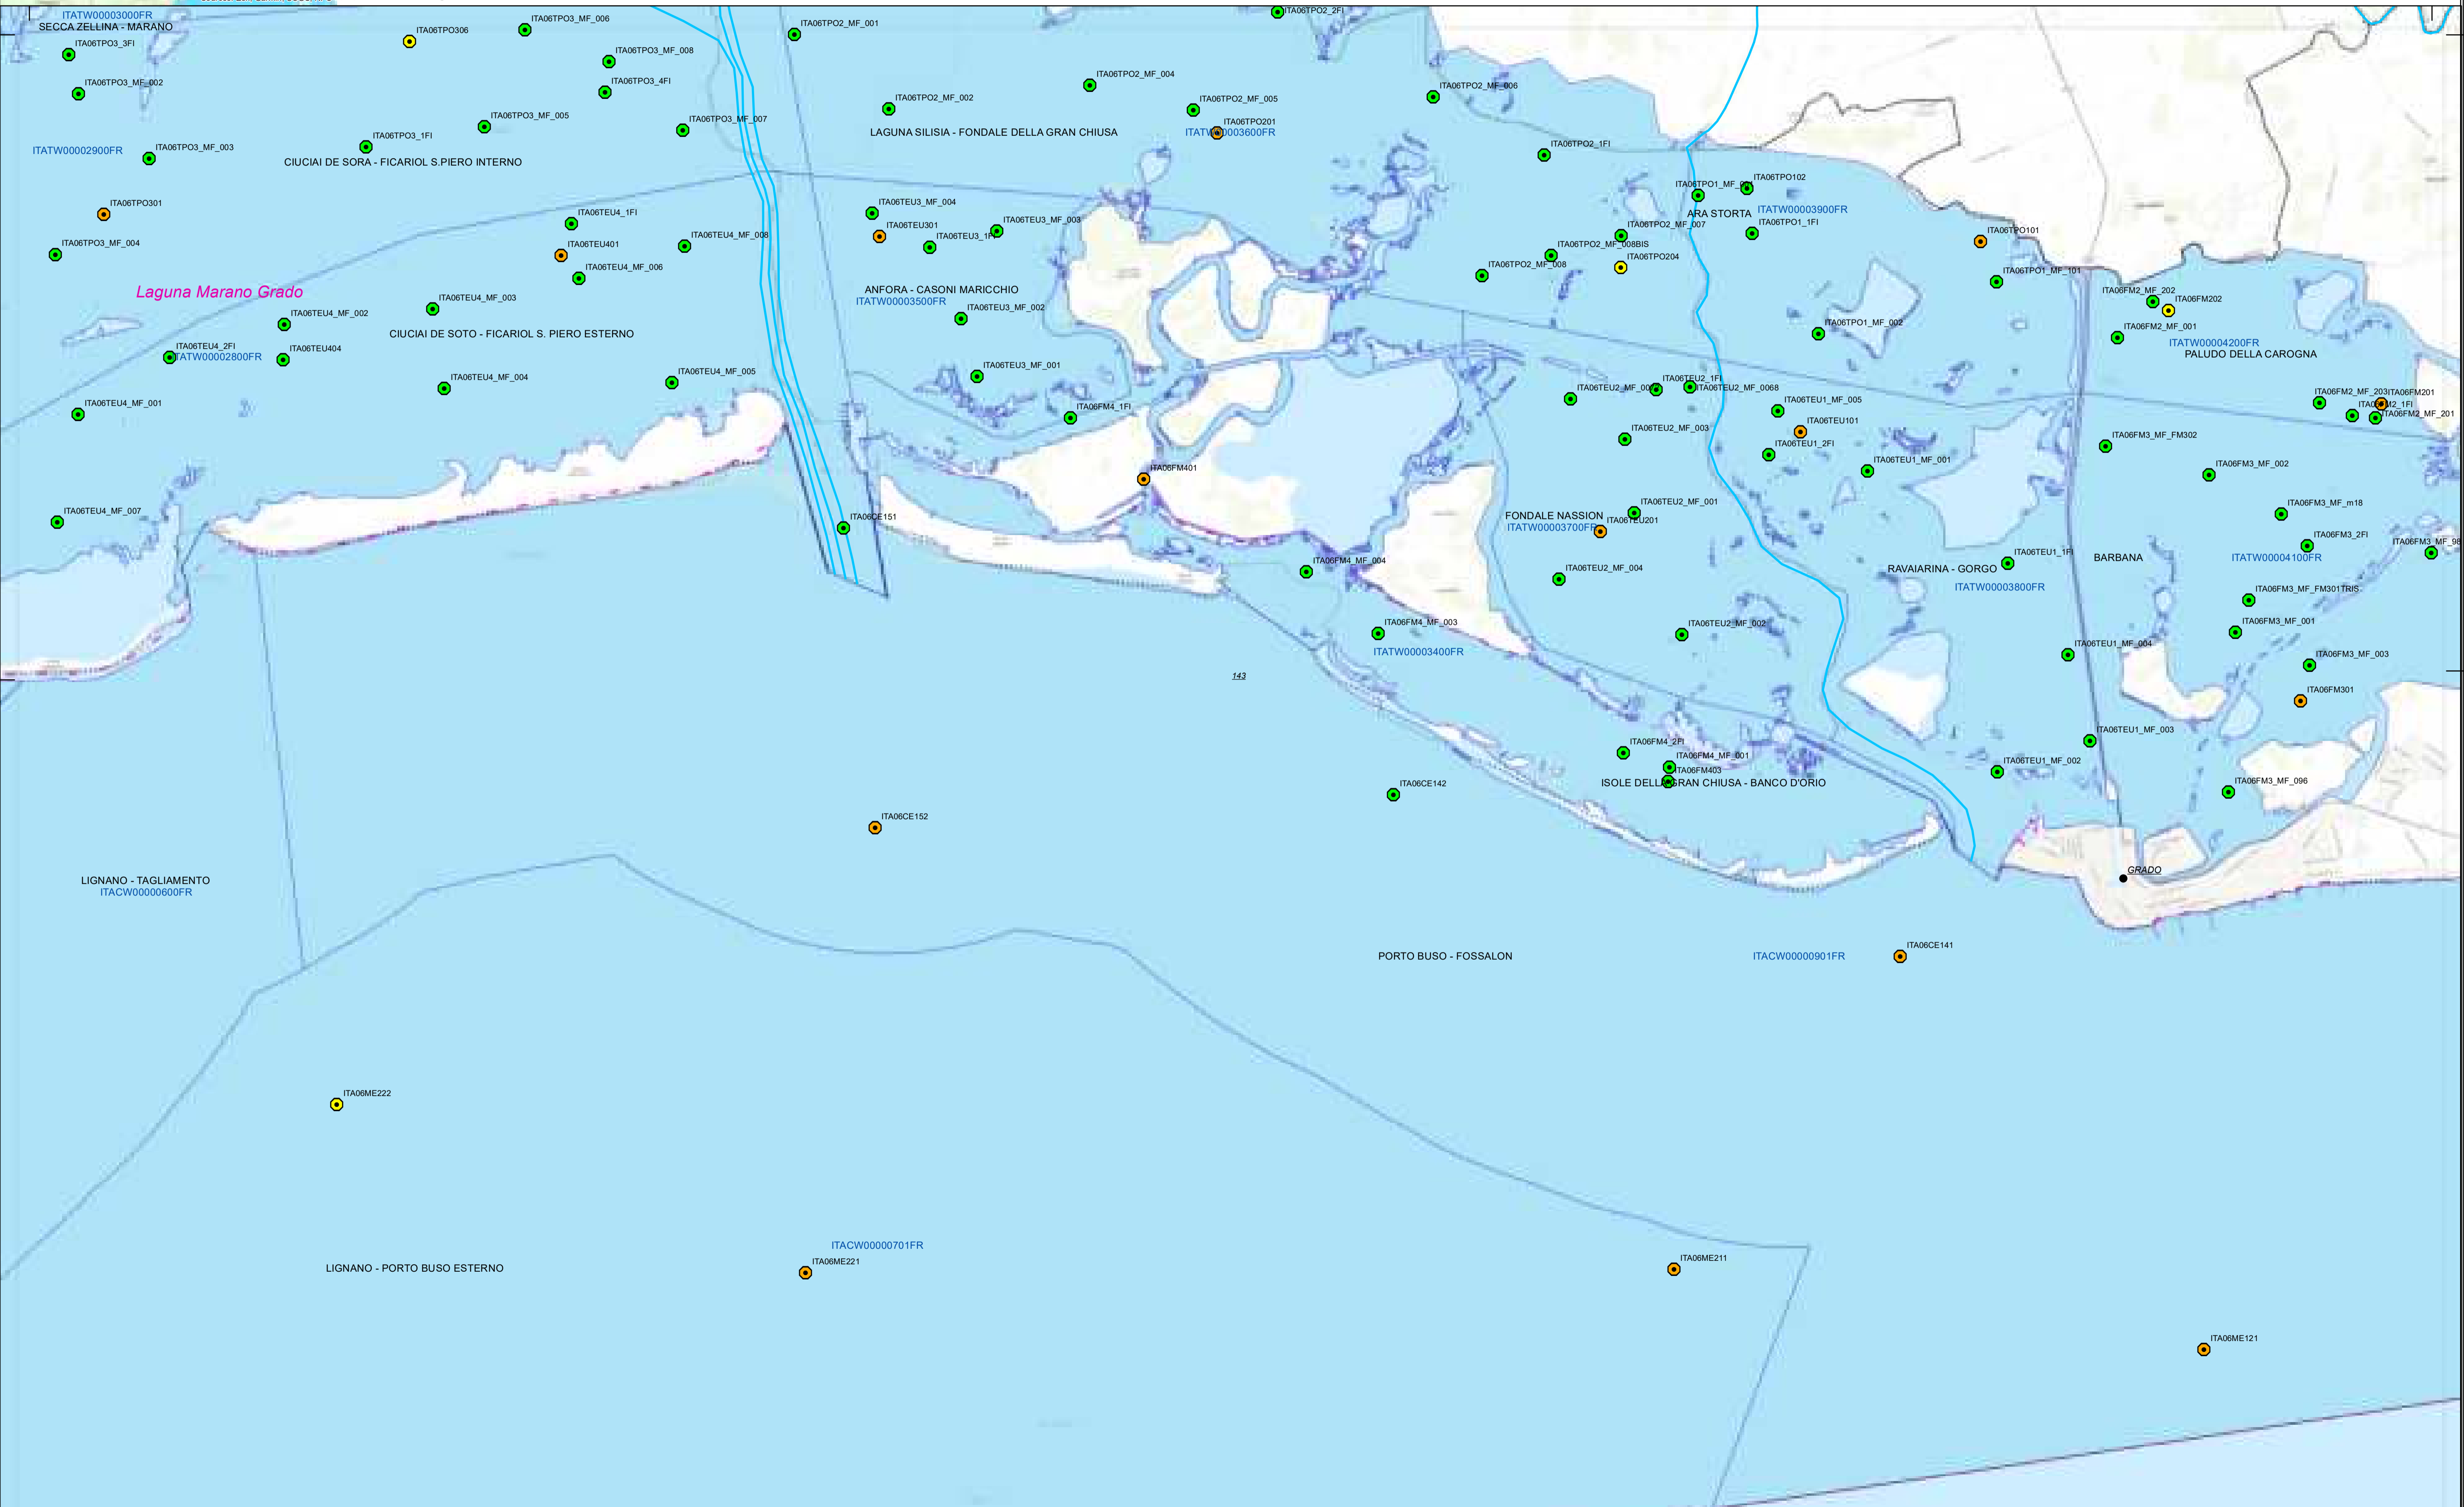 ITATW00003000FR
SECCA ZELLINA - MARANO
ITA06TPO3_3FI
ITA06TPO306
ITA06TPO3_MF_006
ITA06TPO2_MF_001
ITA06TPO2_2FI
ITA06TPO3_MF_008
ITA06TPO3_MF_002
ITA06TPO3_4FI
ITA06TPO2_MF_004
ITA06TPO2_MF_006
ITA06TPO2_MF_002
ITA06TPO2_MF_005
ITA06TPO3_MF_005
ITA06TPO3_MF_007
ITA06TPO201
LAGUNA SILISIA - FONDALE DELLA GRAN CHIUSA
ITATW00003600FR
ITA06TPO3_1FI
ITATW00002900FR
ITA06TPO3_MF_003
CIUCIAI DE SORA - FICARIOL S.PIERO INTERNO
ITA06TPO2_1FI
ITA06TPO102
ITA06TPO1_MF_001
ITA06TPO301
ITA06TEU4_1FI
ITA06TEU3_MF_004
ITA06TEU3_MF_003
ARA STORTA
ITATW00003900FR
ITA06TPO1_1FI
ITA06TPO2_MF_007
ITA06TPO101
ITA06TEU301
ITA06TEU3_1FI
ITA06TPO3_MF_004
ITA06TEU401
ITA06TEU4_MF_008
ITA06TPO2_MF_008BIS
ITA06TPO204
ITA06TPO2_MF_008
ITA06TEU4_MF_006
ITA06TPO1_MF_101
Laguna Marano Grado
ANFORA - CASONI MARICCHIO
ITATW00003500FR
ITA06FM2_MF_202
ITA06FM202
ITA06TEU4_MF_003
ITA06TEU3_MF_002
ITA06TEU4_MF_002
ITA06TPO1_MF_002
ITA06FM2_MF_001
CIUCIAI DE SOTO - FICARIOL S. PIERO ESTERNO
ITATW00004200FR
PALUDO DELLA CAROGNA
ITA06TEU4_2FI
ITATW00002800FR
ITA06TEU404
ITA06TEU3_MF_001
ITA06TEU4_MF_004
ITA06TEU4_MF_005
ITA06TEU2_1FI
ITA06TEU2_MF_0068
ITA06FM2_MF_203
ITA06FM201
ITA06TEU4_MF_001
ITA06FM4_1FI
ITA06TEU1_MF_005
ITA06FM2_1FI
ITA06FM2_MF_201
ITA06TEU101
ITA06TEU2_MF_003
ITA06FM3_MF_FM302
ITA06TEU1_2FI
ITA06TEU1_MF_001
ITA06FM3_MF_002
ITA06FM401
ITA06TEU2_MF_001
ITA06FM3_MF_m18
FONDALE NASSION
ITATW00003700FR
ITA06TEU201
ITA06TEU4_MF_007
ITA06CE151
ITA06FM3_2FI
ITA06FM3_MF_98
ITA06TEU1_1FI
BARBANA
ITATW00004100FR
ITA06FM4_MF_004
RAVAIARINA - GORGO
ITA06TEU2_MF_004
ITATW00003800FR
ITA06FM3_MF_FM301TRIS
ITA06FM4_MF_003
ITA06TEU2_MF_002
ITA06FM3_MF_001
ITATW00003400FR
ITA06TEU1_MF_004
ITA06FM3_MF_003
143
ITA06FM301
ITA06TEU1_MF_003
ITA06FM4_2FI
ITA06FM4_MF_001
ITA06TEU1_MF_002
ITA06FM403
ISOLE DELLA GRAN CHIUSA - BANCO D'ORIO
ITA06CE142
ITA06FM3_MF_096
ITA06CE152
GRADO
LIGNANO - TAGLIAMENTO
ITACW00000600FR
ITA06CE141
PORTO BUSO - FOSSALON
ITACW00000901FR
ITA06ME222
ITACW00000701FR
ITA06ME221
ITA06ME211
LIGNANO - PORTO BUSO ESTERNO
ITA06ME121